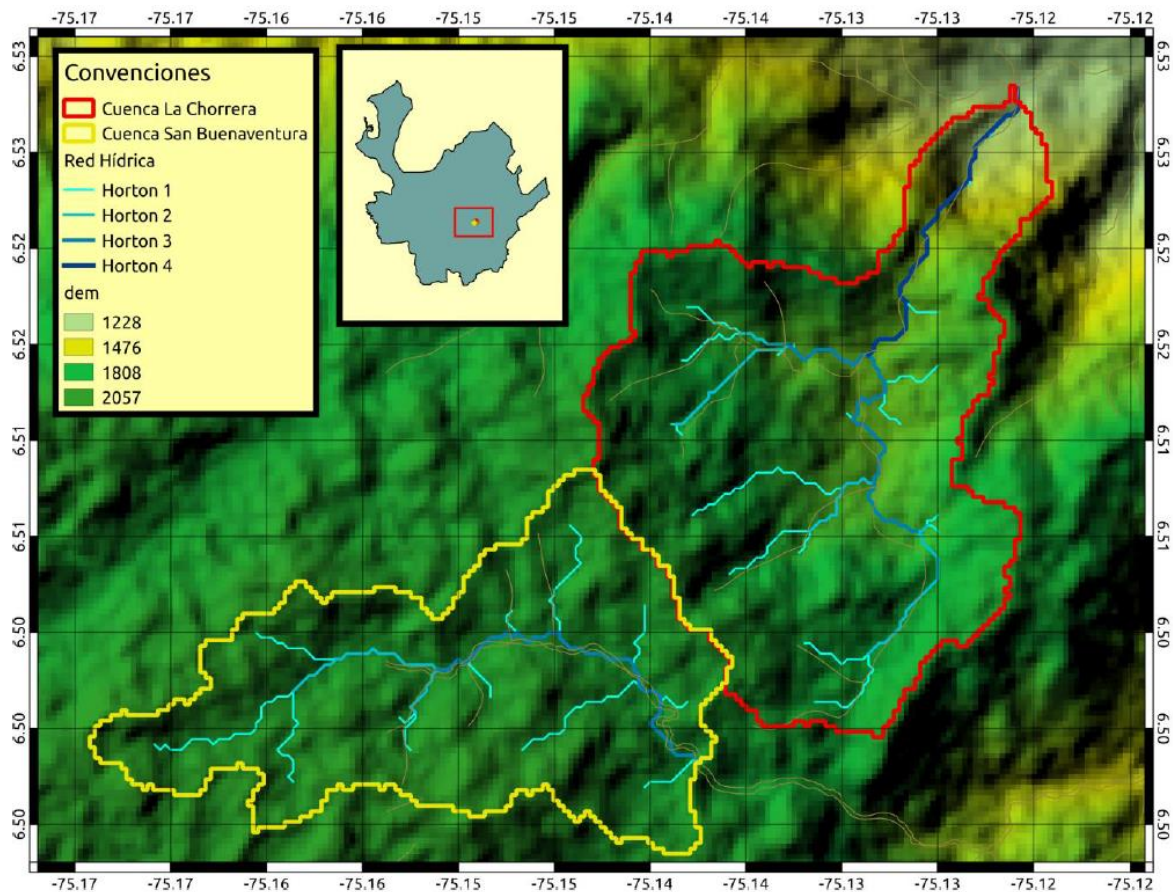 -75.17 -75.16 -75.16 -75.15 -75.15 -75.14 -75.14 -75.13 -75.13 -75.12 -75.12
Convenciones
Cuenca La Chorrera
Cuenca San Buenaventura
Red Hídrica
Horton 1
Horton 2
Horton 3
Horton 4
dem
1228
1476
1808
2057
6.53 6.53
6.53 6.53
6.52 6.52
6.52 6.52
6.51 6.51
6.51 6.51
6.50 6.50
6.50 6.50
6.50 6.50
-75.17 -75.17 -75.16 -75.16 -75.15 -75.15 -75.14 -75.14 -75.13 -75.13 -75.12 -75.12